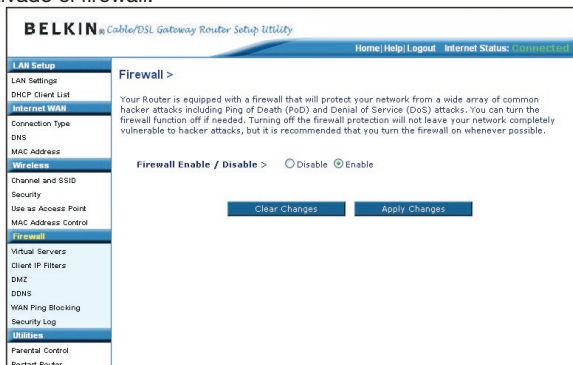 BELKIN® Cable/DSL Gateway Router Setup Utility
Home|Help|Logout Internet Status: Connected
LAN Setup
LAN Settings
DHCP Client List
Internet WAN
Connection Type
DNS
MAC Address
Wireless
Channel and SSID
Security
Use as Access Point
MAC Address Control
Firewall
Virtual Servers
Client IP Filters
DMZ
DDNS
WAN Ping Blocking
Security Log
Utilities
Parental Control
Restart Router
Firewall >
Your Router is equipped with a firewall that will protect your network from a wide array of common
hacker attacks including Ping of Death (PoD) and Denial of Service (DoS) attacks. You can turn the
firewall function off if needed. Turning off the firewall protection will not leave your network completely
vulnerable to hacker attacks, but it is recommended that you turn the firewall on whenever possible.
Firewall Enable / Disable > Disable Enable
Clear Changes Apply Changes